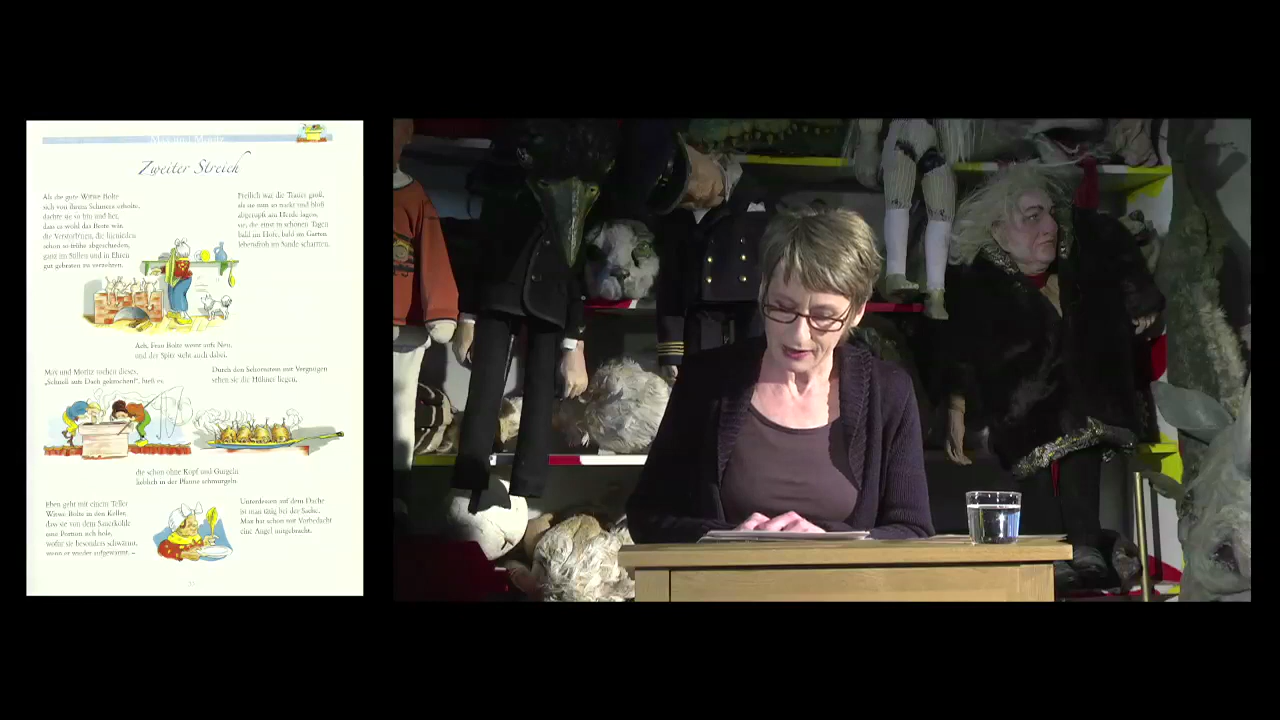 Max und Moritz
Zweiter Streich
Als die gute Witwe Bolte
sich von ihrem Schmerz erholte,
dachte sie so hin und her,
dass es wohl das Beste wär,
die Verstorb'nen, die hienieden
schon so frühe abgeschieden,
ganz im Stillen und in Ehren
gut gebraten zu verzehren.
Freilich war die Trauer groß,
als sie nun so nackt und bloß
abgerupft am Herde lagen,
sie, die einst in schönen Tagen
bald im Hofe, bald im Garten
lebensfroh im Sande scharrten.
Ach, Frau Bolte weint aufs Neu,
und der Spitz steht auch dabei.
Max und Moritz rochen dieses,
„Schnell aufs Dach gekrochen!“, hieß es.
Durch den Schornstein mit Vergnügen
sehen sie die Hühner liegen,
die schon ohne Kopf und Gurgeln
lieblich in der Pfanne schmurgeln.
Eben geht mit einem Teller
Witwe Bolte in den Keller,
dass sie von dem Sauerkohle
eine Portion sich hole,
wofür sie besonders schwärmt,
wenn er wieder aufgewärmt. –
Unterdessen auf dem Dache
ist man tätig bei der Sache.
Max hat schon mit Vorbedacht
eine Angel mitgebracht.